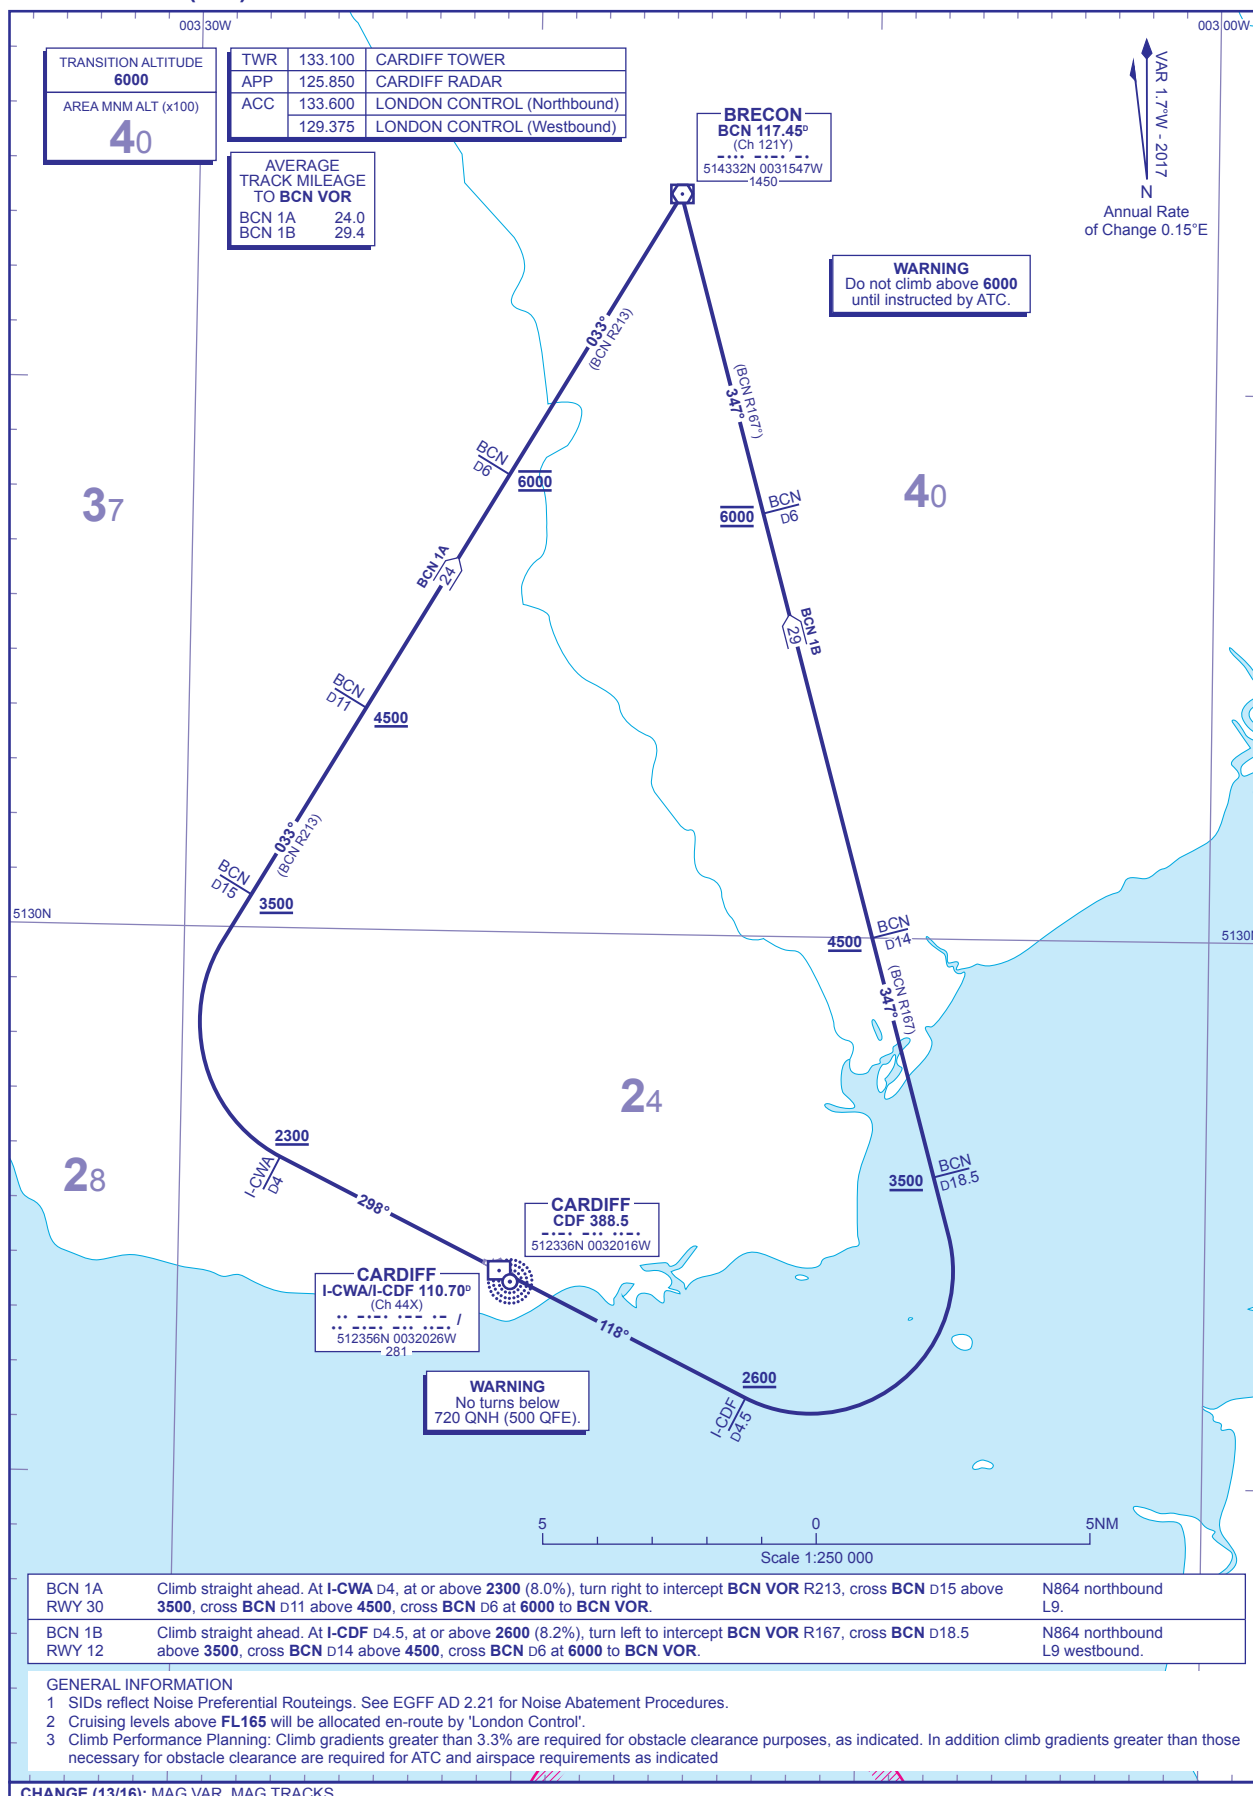 003 30W
003 00W
TRANSITION ALTITUDE
6000
AREA MNM ALT (x100)
40
TWR 133.100 CARDIFF TOWER
APP 125.850 CARDIFF RADAR
ACC 133.600 LONDON CONTROL (Northbound)
129.375 LONDON CONTROL (Westbound)
AVERAGE
TRACK MILEAGE
TO BCN VOR
BCN 1A 24.0
BCN 1B 29.4
BRECON
BCN 117.45ᴰ
(Ch 121Y)
514332N 0031547W
1450
VAR 1.7°W - 2017
N
Annual Rate
of Change 0.15°E
WARNING
Do not climb above 6000
until instructed by ATC.
033°
(BCN R213)
(BCN R167°)
347°
BCN
D6
6000
37
40
6000
BCN
D6
BCN 1A
24
BCN 1B
29
BCN
D11
4500
033°
(BCN R213)
BCN
D15
3500
5130N
5130N
4500
BCN
D14
(BCN R167)
347°
24
2300
28
I-CWA
D4
298°
3500
BCN
D18.5
CARDIFF
CDF 388.5
512336N 0032016W
CARDIFF
I-CWA/I-CDF 110.70ᴰ
(Ch 44X)
/
512356N 0032026W
281
118°
WARNING
No turns below
720 QNH (500 QFE).
2600
I-CDF
D4.5
5 0 5NM
Scale 1:250 000
BCN 1A Climb straight ahead. At I-CWA D4, at or above 2300 (8.0%), turn right to intercept BCN VOR R213, cross BCN D15 above N864 northbound
RWY 30 3500, cross BCN D11 above 4500, cross BCN D6 at 6000 to BCN VOR. L9.
BCN 1B Climb straight ahead. At I-CDF D4.5, at or above 2600 (8.2%), turn left to intercept BCN VOR R167, cross BCN D18.5 N864 northbound
RWY 12 above 3500, cross BCN D14 above 4500, cross BCN D6 at 6000 to BCN VOR. L9 westbound.
GENERAL INFORMATION
1 SIDs reflect Noise Preferential Routeings. See EGFF AD 2.21 for Noise Abatement Procedures.
2 Cruising levels above FL165 will be allocated en-route by 'London Control'.
3 Climb Performance Planning: Climb gradients greater than 3.3% are required for obstacle clearance purposes, as indicated. In addition climb gradients greater than those
necessary for obstacle clearance are required for ATC and airspace requirements as indicated
CHANGE (13/16): MAG VAR. MAG TRACKS.